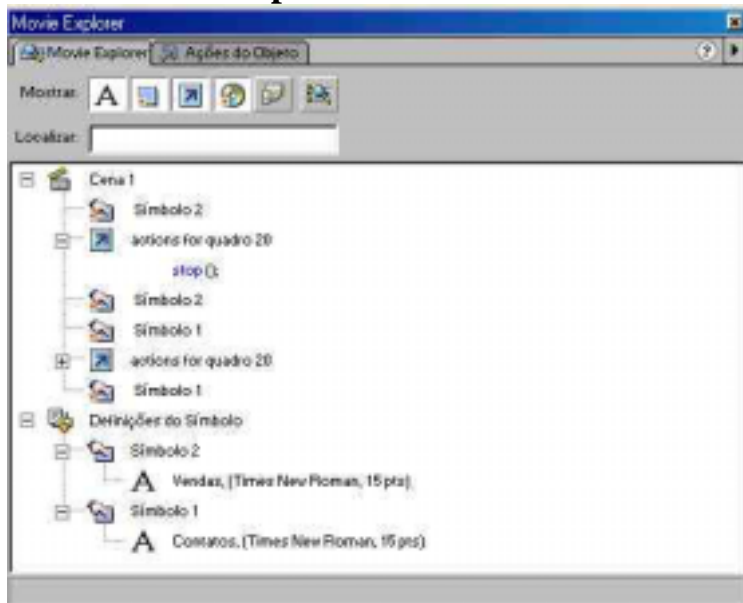 Movie Explorer
Movie Explorer Ações do Objeto
Mostrar: A
Localizar:
Cena 1
Símbolo 2
actions for quadro 20
stop ();
Símbolo 2
Símbolo 1
actions for quadro 20
Símbolo 1
Definições do Símbolo
Símbolo 2
A Vendas, (Times New Roman, 15 pts)
Símbolo 1
A Contatos, (Times New Roman, 15 pts)